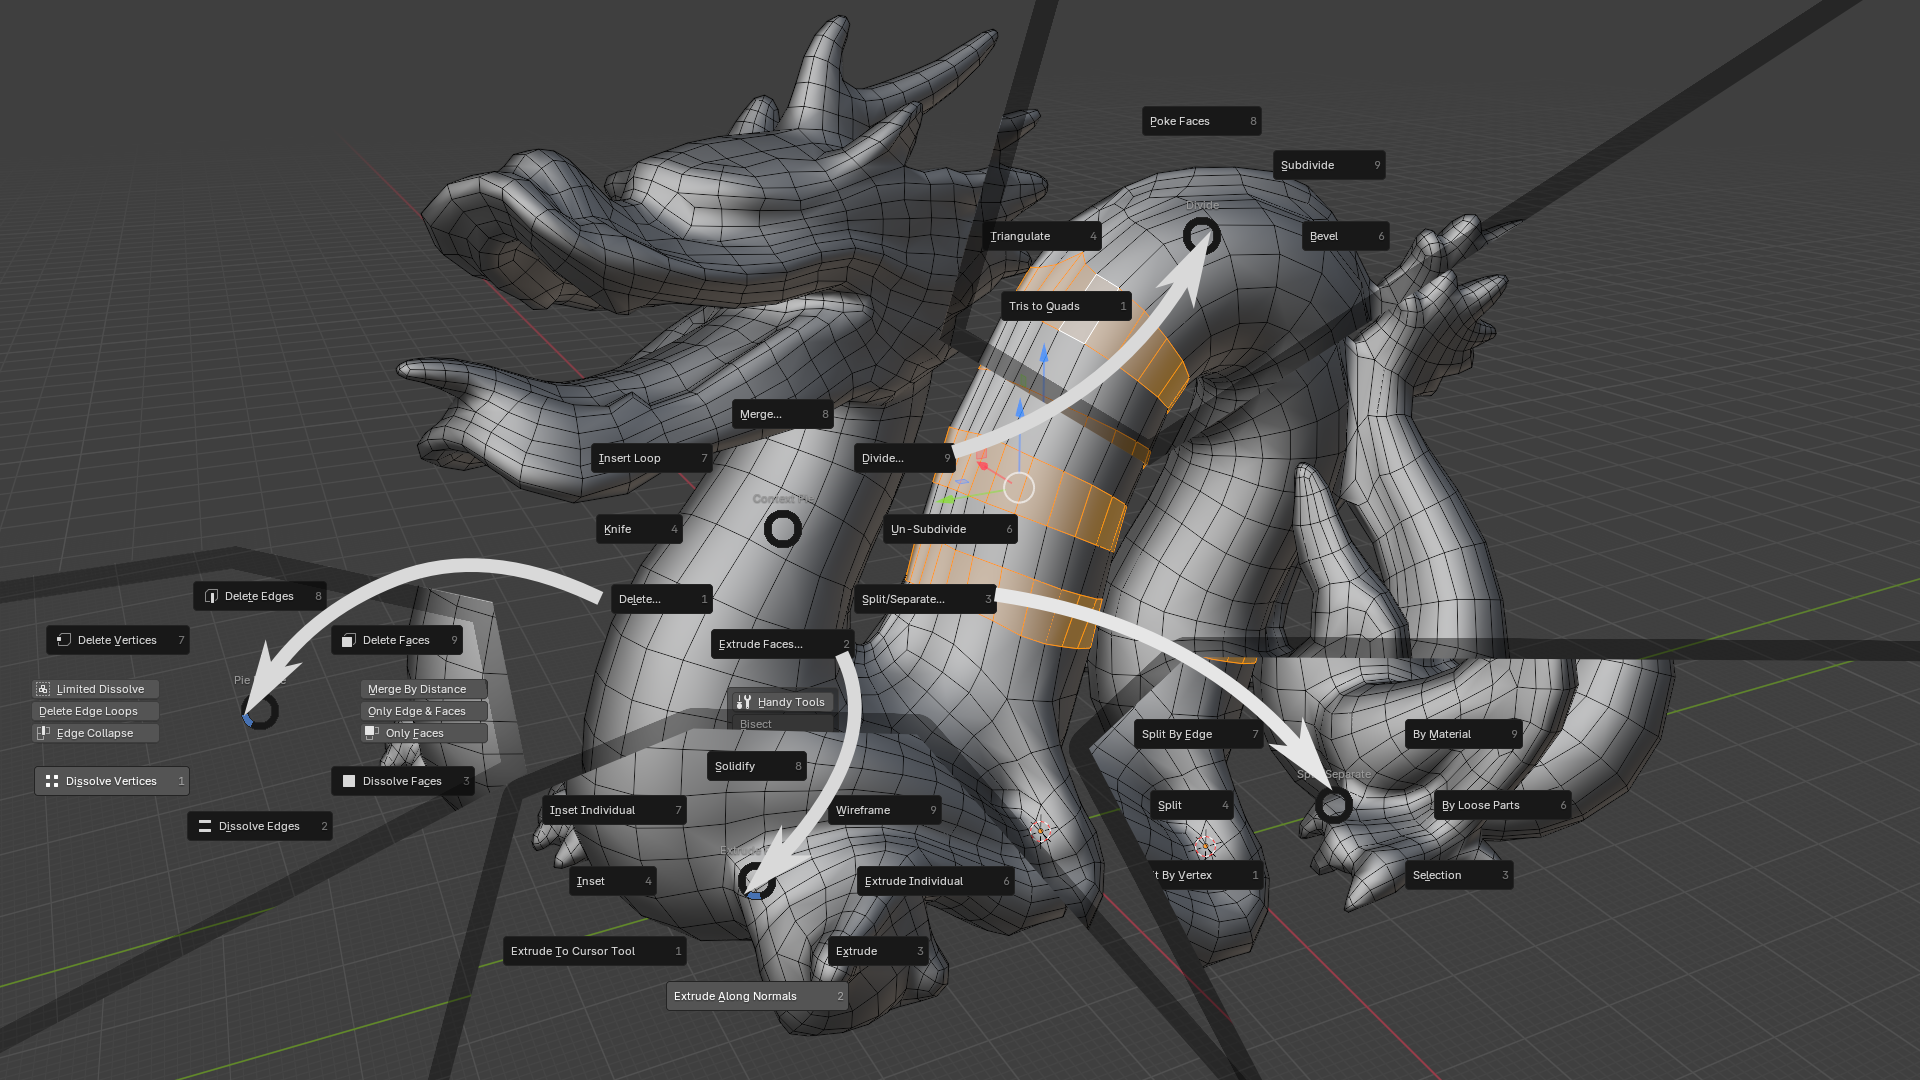 Poke Faces 8
Subdivide 9
Divide
Triangulate 4
Bevel 6
Tris to Quads 1
Merge... 8
Insert Loop 7
Divide... 9
Context Pie
Knife 4
Un-Subdivide 6
Delete... 1
Split/Separate... 3
Extrude Faces... 2
Handy Tools
Bisect
Delete Edges 8
Delete Vertices 7
Delete Faces 9
Pie
Limited Dissolve
Merge By Distance
Delete Edge Loops
Only Edge & Faces
Edge Collapse
Only Faces
Dissolve Vertices 1
Dissolve Faces 3
Dissolve Edges 2
Solidify 8
Inset Individual 7
Wireframe 9
Extrude
Inset 4
Extrude Individual 6
Extrude To Cursor Tool 1
Extrude 3
Extrude Along Normals 2
Split By Edge 7
By Material 9
Separate
Split 4
By Loose Parts 6
By Vertex 1
Selection 3